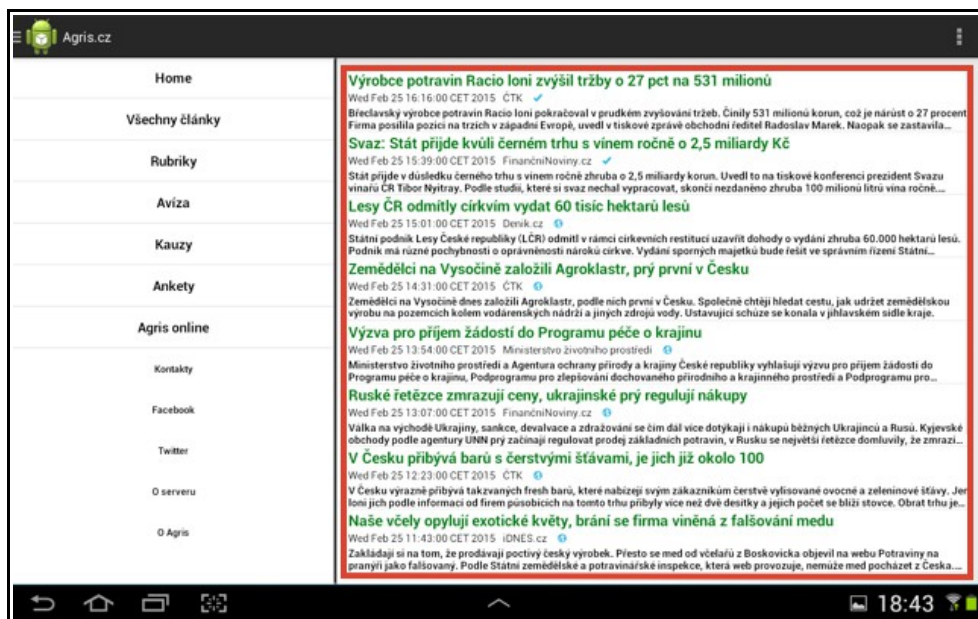 Agris.cz
Home
Všechny články
Rubriky
Avíza
Kauzy
Ankety
Agris online
Kontakty
Facebook
Twitter
O serveru
O Agris
Výrobce potravin Racio loni zvýšil tržby o 27 pct na 531 milionů
Wed Feb 25 16:16:00 CET 2015 ČTK
Břeclavský výrobce potravin Racio loni pokračoval v prudkém zvyšování tržeb. Činily 531 milionů korun, což je nárůst o 27 procent
Firma posílila pozici na trzích v západní Evropě, uvedl v tiskové zprávě obchodní ředitel Radoslav Marek. Naopak se zastavila...
Svaz: Stát přijde kvůli černém trhu s vínem ročně o 2,5 miliardy Kč
Wed Feb 25 15:39:00 CET 2015 FinančníNoviny.cz
Stát přijde v důsledku černého trhu s vínem ročně zhruba o 2,5 miliardy korun. Uvedl to na tiskové konferenci prezident Svazu
vinařů ČR Tibor Nyitray. Podle studií, které si svaz nechal vypracovat, skončí nezdaněno zhruba 100 milionů litrů vína ročně....
Lesy ČR odmítly církvím vydat 60 tisíc hektarů lesů
Wed Feb 25 15:01:00 CET 2015 Deník.cz
Státní podnik Lesy České republiky (LČR) odmítl v rámci církevních restitucí uzavřít dohody o vydání zhruba 60.000 hektarů lesů.
Podnik má různé pochybnosti o oprávněnosti nároků církve. Vydání sporných majetků bude řešit ve správním řízení Státní...
Zemědělci na Vysočině založili Agroklastr, prý první v Česku
Wed Feb 25 14:31:00 CET 2015 ČTK
Zemědělci na Vysočině dnes založili Agroklastr, podle nich první v Česku. Společně chtějí hledat cestu, jak udržet zemědělskou
výrobu na pozemcích kolem vodárenských nádrží a jiných zdrojů vody. Ustavující schůze se konala v jihlavském sídle kraje.
Výzva pro příjem žádostí do Programu péče o krajinu
Wed Feb 25 13:54:00 CET 2015 Ministerstvo životního prostředí
Ministerstvo životního prostředí a Agentura ochrany přírody a krajiny České republiky vyhlašují výzvu pro příjem žádostí do
Programu péče o krajinu, Podprogramu pro zlepšování dochovaného přírodního a krajinného prostředí a Podprogramu pro...
Ruské řetězce zmrazují ceny, ukrajinské prý regulují nákupy
Wed Feb 25 13:07:00 CET 2015 FinančníNoviny.cz
Válka na východě Ukrajiny, sankce, devalvace a zdražování se čím dál více dotýkají i nákupů běžných Ukrajinců a Rusů. Kyjevské
obchody podle agentury UNN prý začínají regulovat prodej základních potravin, v Rusku se největší řetězce domluvily, že zmrazí...
V Česku přibývá barů s čerstvými šťávami, je jich již okolo 100
Wed Feb 25 12:23:00 CET 2015 ČTK
V Česku výrazně přibývá takzvaných fresh barů, které nabízejí svým zákazníkům čerstvě vylisované ovocné a zeleninové šťávy. Jen
loni jich podle informací od firem působících na tomto trhu přibyly více než dvě desítky a jejich počet se blíží stovce. Obrat trhu je...
Naše včely opylují exotické květy, brání se firma viněná z falšování medu
Wed Feb 25 11:43:00 CET 2015 iDNES.cz
Zakládají si na tom, že prodávají poctivý český výrobek. Přesto se med od včelařů z Boskovicka objevil na webu Potraviny na
pranýři jako falšovaný. Podle Státní zemědělské a potravinářské inspekce, která web provozuje, nemůže med pocházet z Česka....
18:43